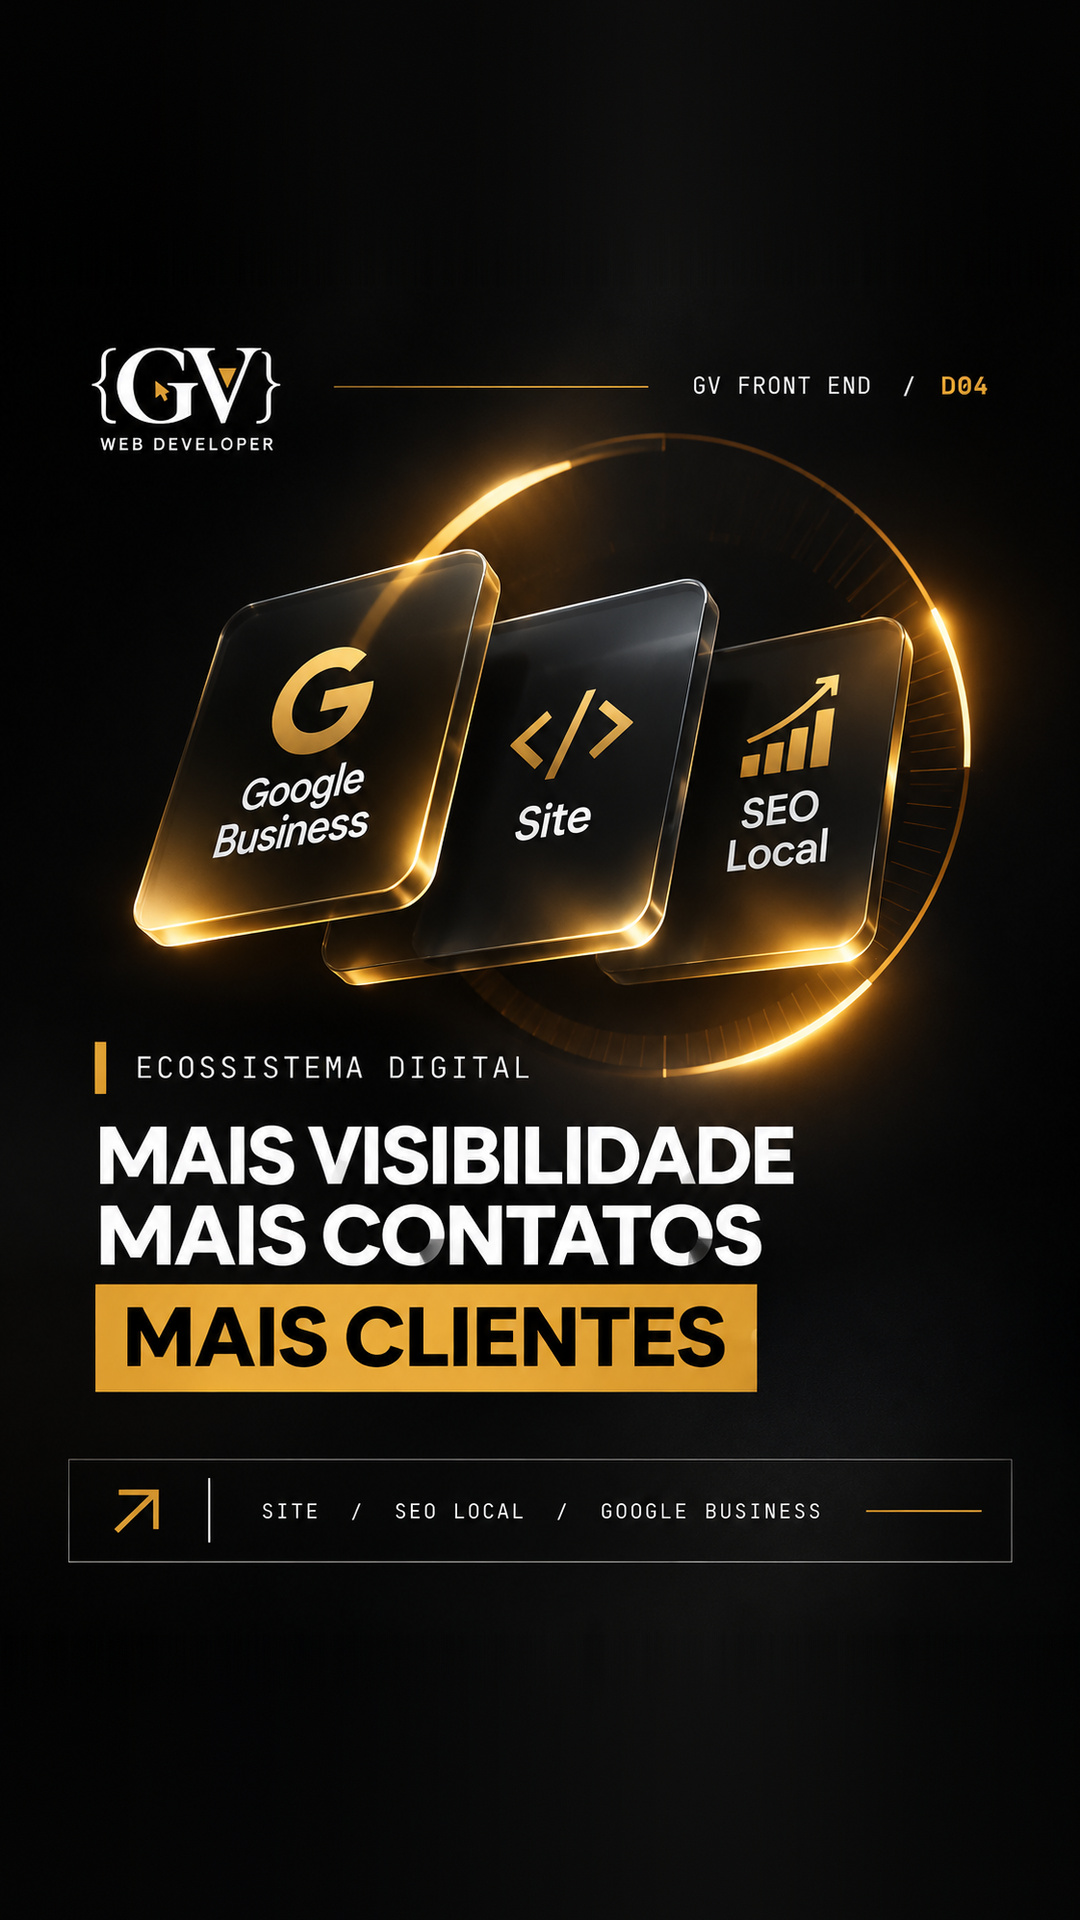 {GV}
WEB DEVELOPER
GV FRONT END / D04
Google
Business
</>
Site
SEO
Local
ECOSSISTEMA DIGITAL
MAIS VISIBILIDADE
MAIS CONTATOS
MAIS CLIENTES
SITE / SEO LOCAL / GOOGLE BUSINESS